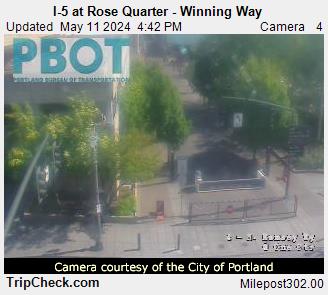 I-5 at Rose Quarter - Winning Way
Updated May 11 2024 4:42 PM Camera 4
PBOT
PORTLAND BUREAU OF TRANSPORTATION
Camera courtesy of the City of Portland
TripCheck.com Milepost302.00